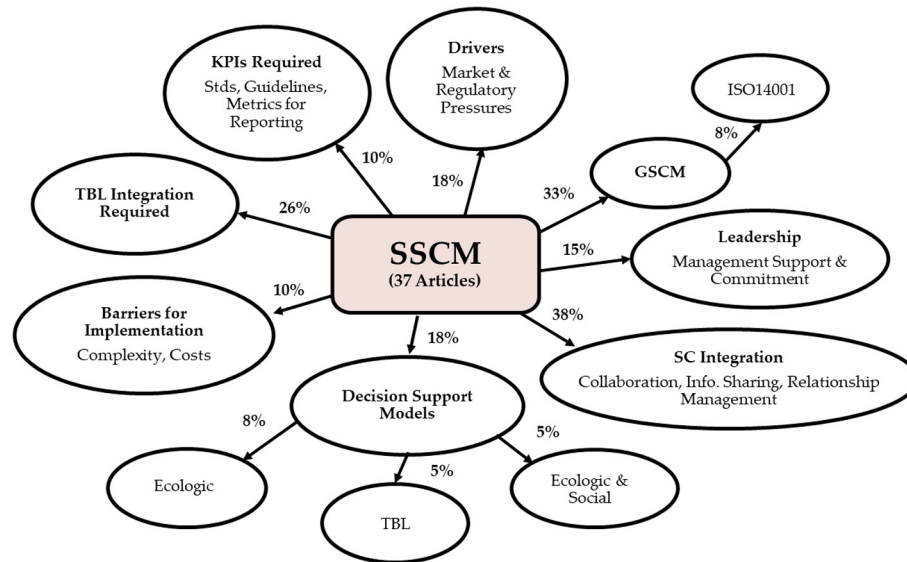 KPIs Required
Stds, Guidelines,
Metrics for
Reporting
Drivers
Market &
Regulatory
Pressures
ISO14001
8%
GSCM
10%
18%
33%
TBL Integration
Required
26%
SSCM
(37 Articles)
15%
Leadership
Management Support &
Commitment
Barriers for
Implementation
Complexity, Costs
10%
38%
18%
SC Integration
Collaboration, Info. Sharing, Relationship
Management
Decision Support
Models
8%
5%
5%
Ecologic
TBL
Ecologic &
Social